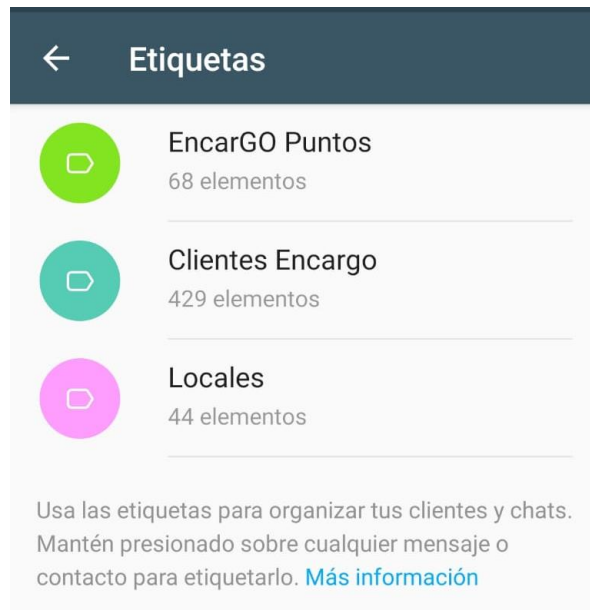 Etiquetas
EncarGO Puntos
68 elementos
Clientes Encargo
429 elementos
Locales
44 elementos
Usa las etiquetas para organizar tus clientes y chats.
Mantén presionado sobre cualquier mensaje o
contacto para etiquetarlo. Más información